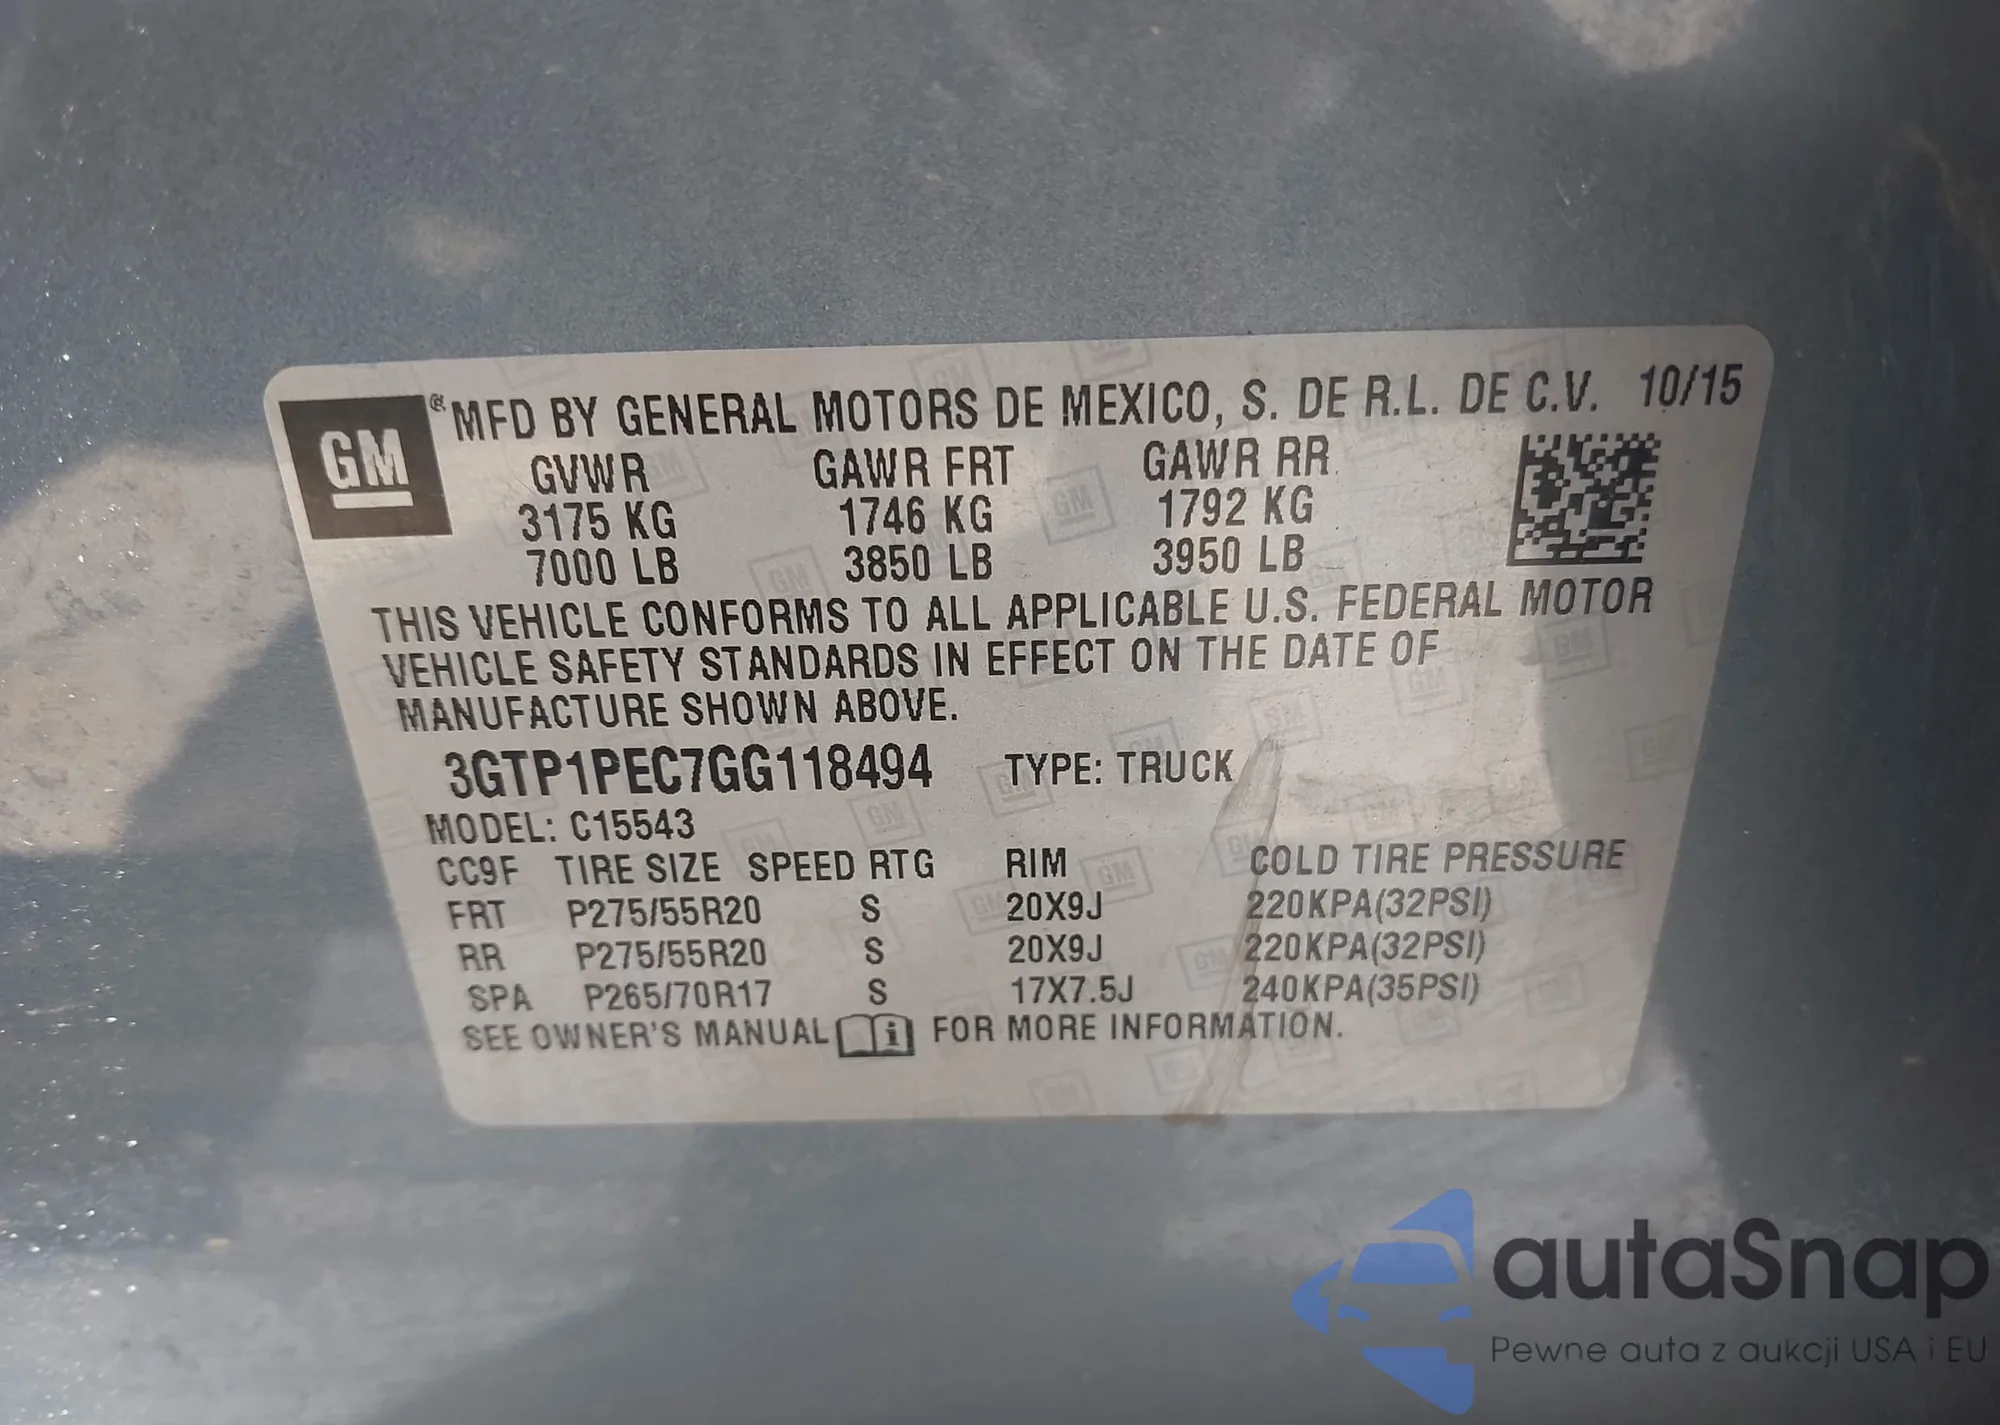 GM
® MFD BY GENERAL MOTORS DE MEXICO, S. DE R.L. DE C.V. 10/15
GVWR GAWR FRT GAWR RR
3175 KG 1746 KG 1792 KG
7000 LB 3850 LB 3950 LB
THIS VEHICLE CONFORMS TO ALL APPLICABLE U.S. FEDERAL MOTOR
VEHICLE SAFETY STANDARDS IN EFFECT ON THE DATE OF
MANUFACTURE SHOWN ABOVE.
3GTP1PEC7GG118494 TYPE: TRUCK
MODEL: C15543
CC9F TIRE SIZE SPEED RTG RIM COLD TIRE PRESSURE
FRT P275/55R20 S 20X9J 220KPA(32PSI)
RR P275/55R20 S 20X9J 220KPA(32PSI)
SPA P265/70R17 S 17X7.5J 240KPA(35PSI)
SEE OWNER'S MANUAL i FOR MORE INFORMATION.
autaSnap
Pewne auta z aukcji USA i EU